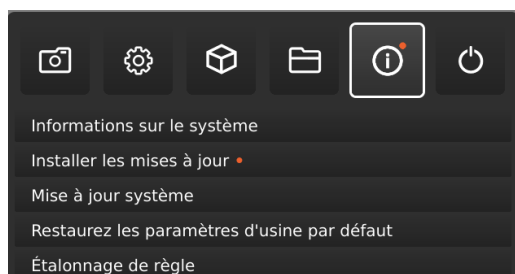 Informations sur le système
Installer les mises à jour •
Mise à jour système
Restaurez les paramètres d'usine par défaut
Étalonnage de règle